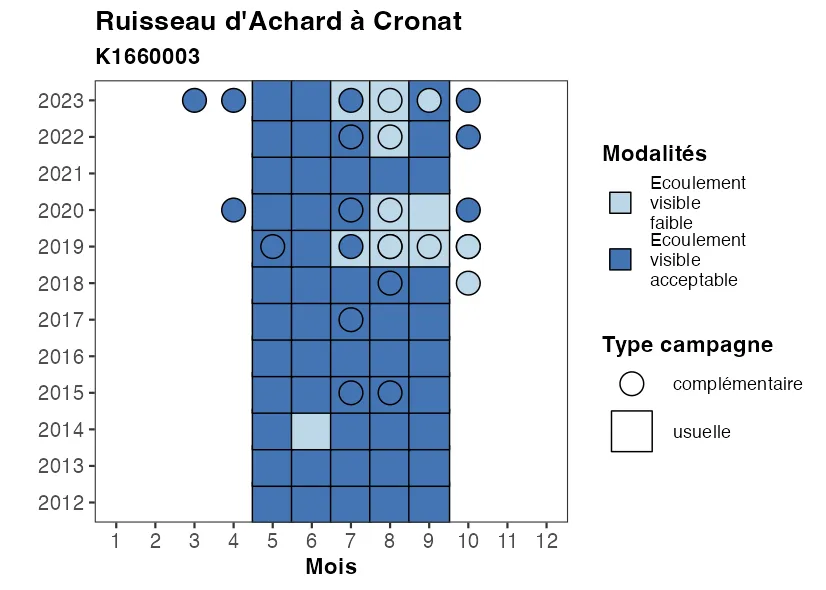 Ruisseau d'Achard à Cronat
K1660003
2023
2022
2021
2020
2019
2018
2017
2016
2015
2014
2013
2012
1 2 3 4 5 6 7 8 9 10 11 12
Mois
Modalités
Ecoulement
visible
faible
Ecoulement
visible
acceptable
Type campagne
complémentaire
usuelle